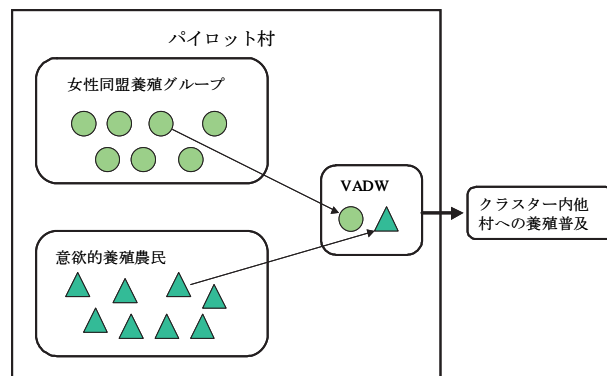 パイロット村
女性同盟養殖グループ
VADW
クラスター内他
村への養殖普及
意欲的養殖農民